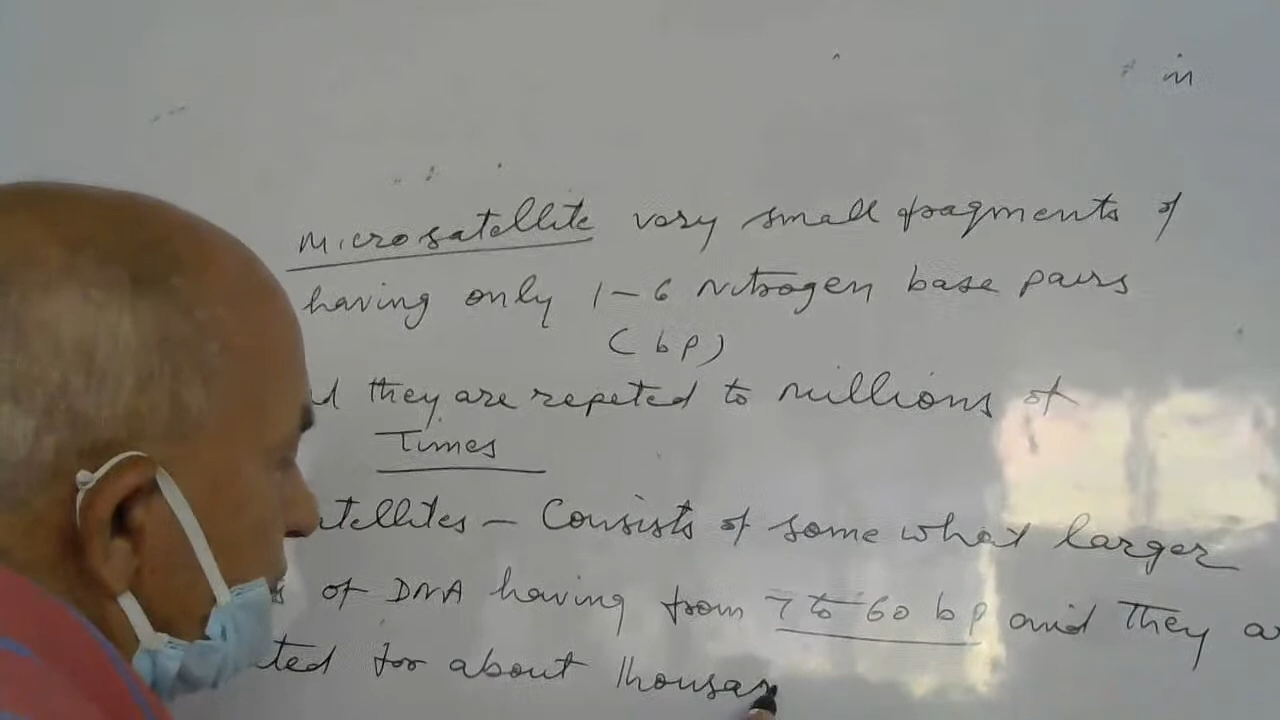 in
Microsatellite very small fragments of
having only 1-6 Nitrogen base pairs
(bp)
they are repeted to millions of
Times
tellites - Consists of some what larger
of DNA having from 7 to 60 bp and They a
ted for about Thousan